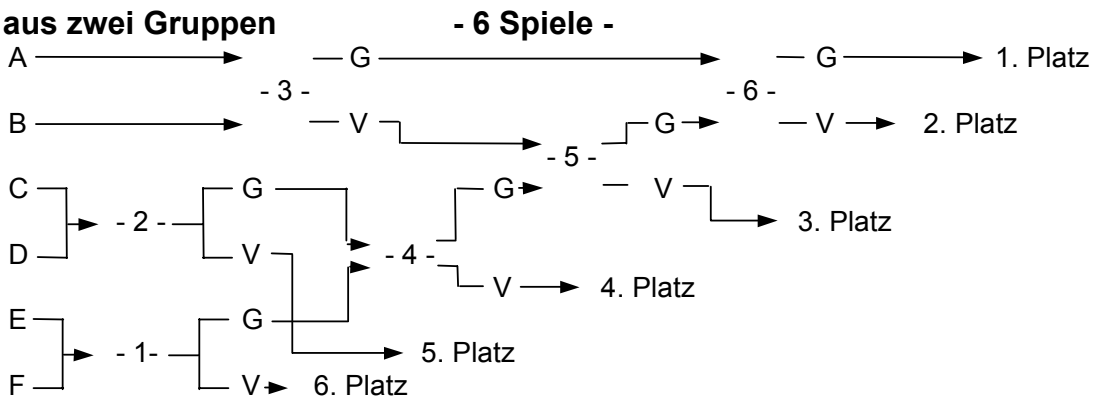 aus zwei Gruppen - 6 Spiele -
A G G 1. Platz
- 3 - - 6 -
B V G V 2. Platz
- 5 -
C G G V
- 2 - 3. Platz
D V - 4 -
V 4. Platz
E G
- 1- 5. Platz
F V 6. Platz